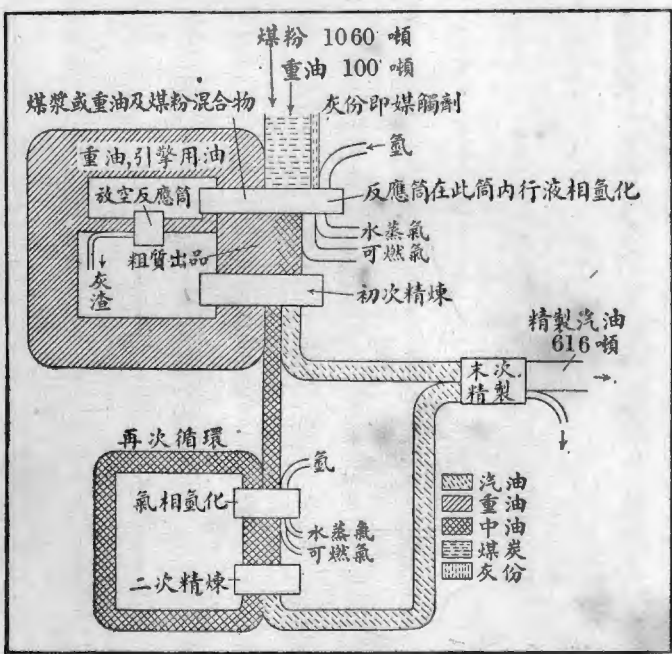 煤粉 1060 噸
重油 100 噸
煤漿或重油及煤粉混合物
灰份即媒觸劑
重油,引擎用油
氫
放空反應筒
反應筒在此筒内行液相氫化
水蒸氣
可燃氣
粗質出品
灰渣
初次精煉
精製汽油
616 噸
末次
精製
再次循環
氫
氣相氫化
水蒸氣
可燃氣
二次精煉
汽油
重油
中油
煤炭
灰份